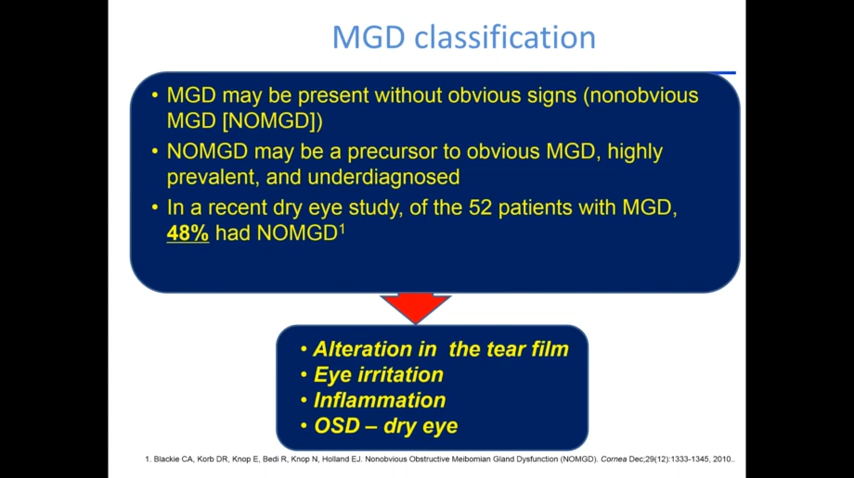 MGD classification
• MGD may be present without obvious signs (nonobvious
MGD [NOMGD])
• NOMGD may be a precursor to obvious MGD, highly
prevalent, and underdiagnosed
• In a recent dry eye study, of the 52 patients with MGD,
48% had NOMGD1
• Alteration in the tear film
• Eye irritation
• Inflammation
• OSD – dry eye
1. Blackie CA, Korb DR, Knop E, Bedi R, Knop N, Holland EJ. Nonobvious Obstructive Meibomian Gland Dysfunction (NOMGD). Cornea Dec;29(12):1333-1345, 2010..